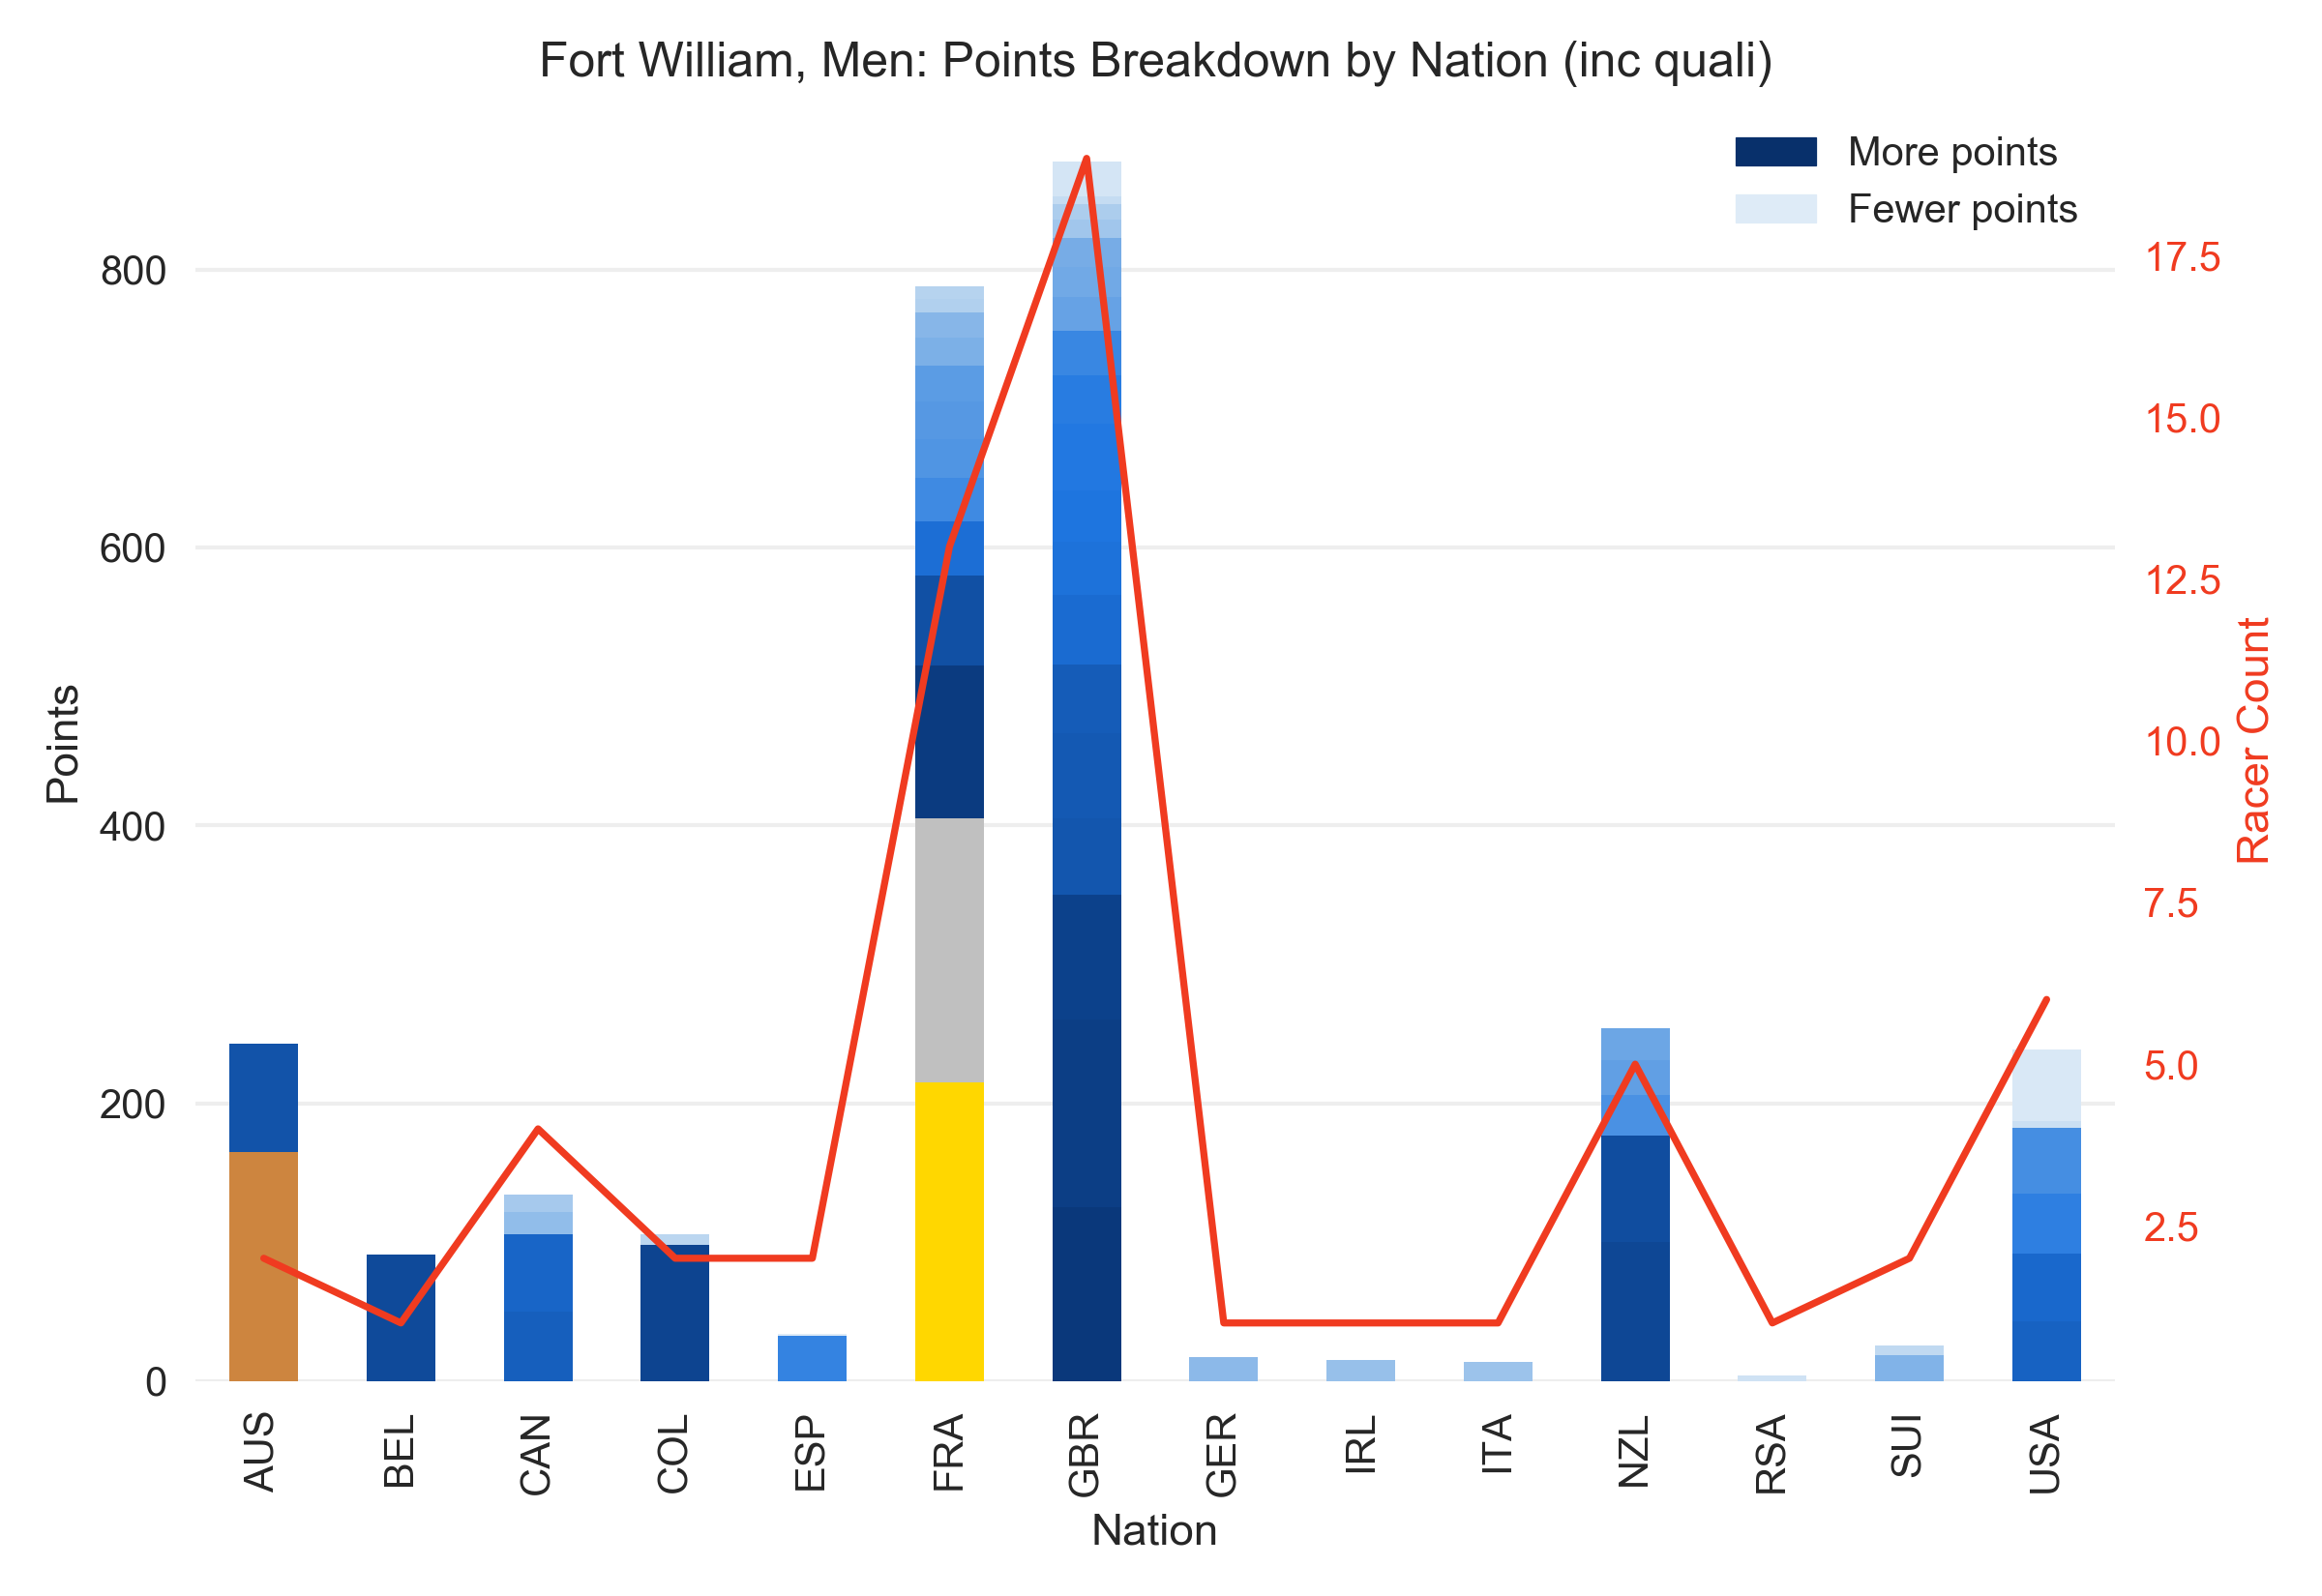 Fort William, Men: Points Breakdown by Nation (inc quali)
More points
Fewer points
Points
800
600
400
200
0
17.5
15.0
12.5
10.0
7.5
5.0
2.5
Racer Count
AUS
BEL
CAN
COL
ESP
FRA
GBR
GER
IRL
ITA
NZL
RSA
SUI
USA
Nation